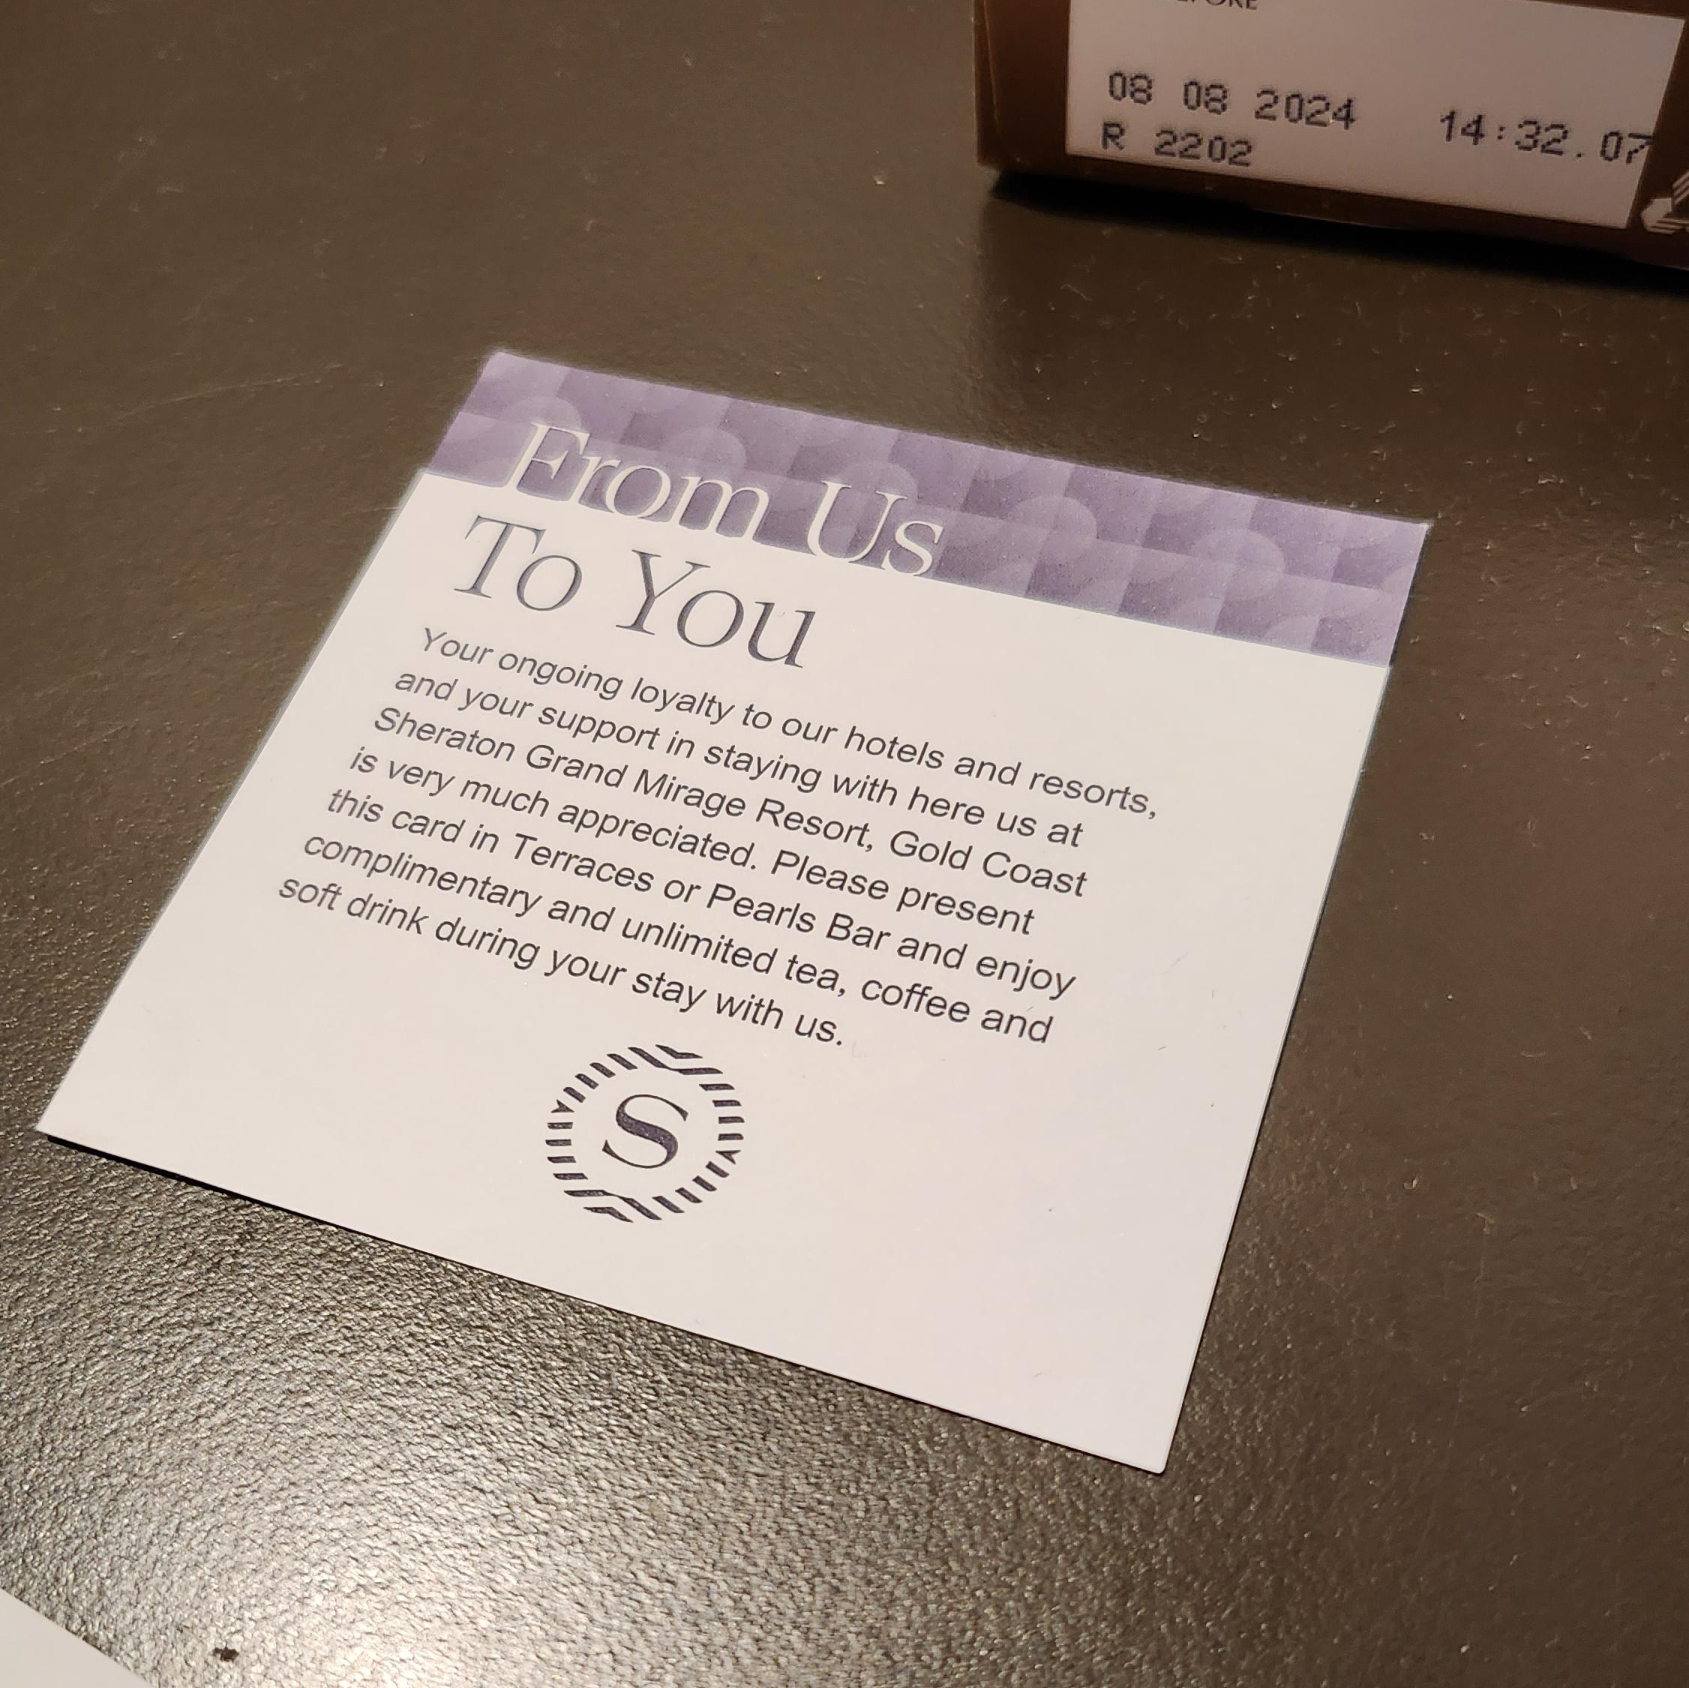 08 08 2024 14:32.07
R 2202
From Us
To You
Your ongoing loyalty to our hotels and resorts,
and your support in staying with here us at
Sheraton Grand Mirage Resort, Gold Coast
is very much appreciated. Please present
this card in Terraces or Pearls Bar and enjoy
complimentary and unlimited tea, coffee and
soft drink during your stay with us.
S